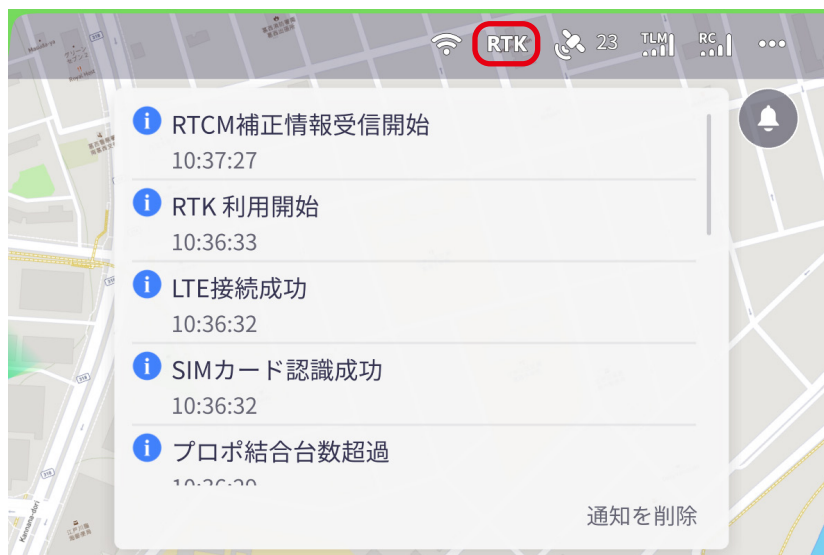 RTK
23
TLM
RC
RTCM補正情報受信開始
10:37:27
RTK 利用開始
10:36:33
LTE接続成功
10:36:32
SIMカード認識成功
10:36:32
プロポ結合台数超過
通知を削除
318
Kannana-dori